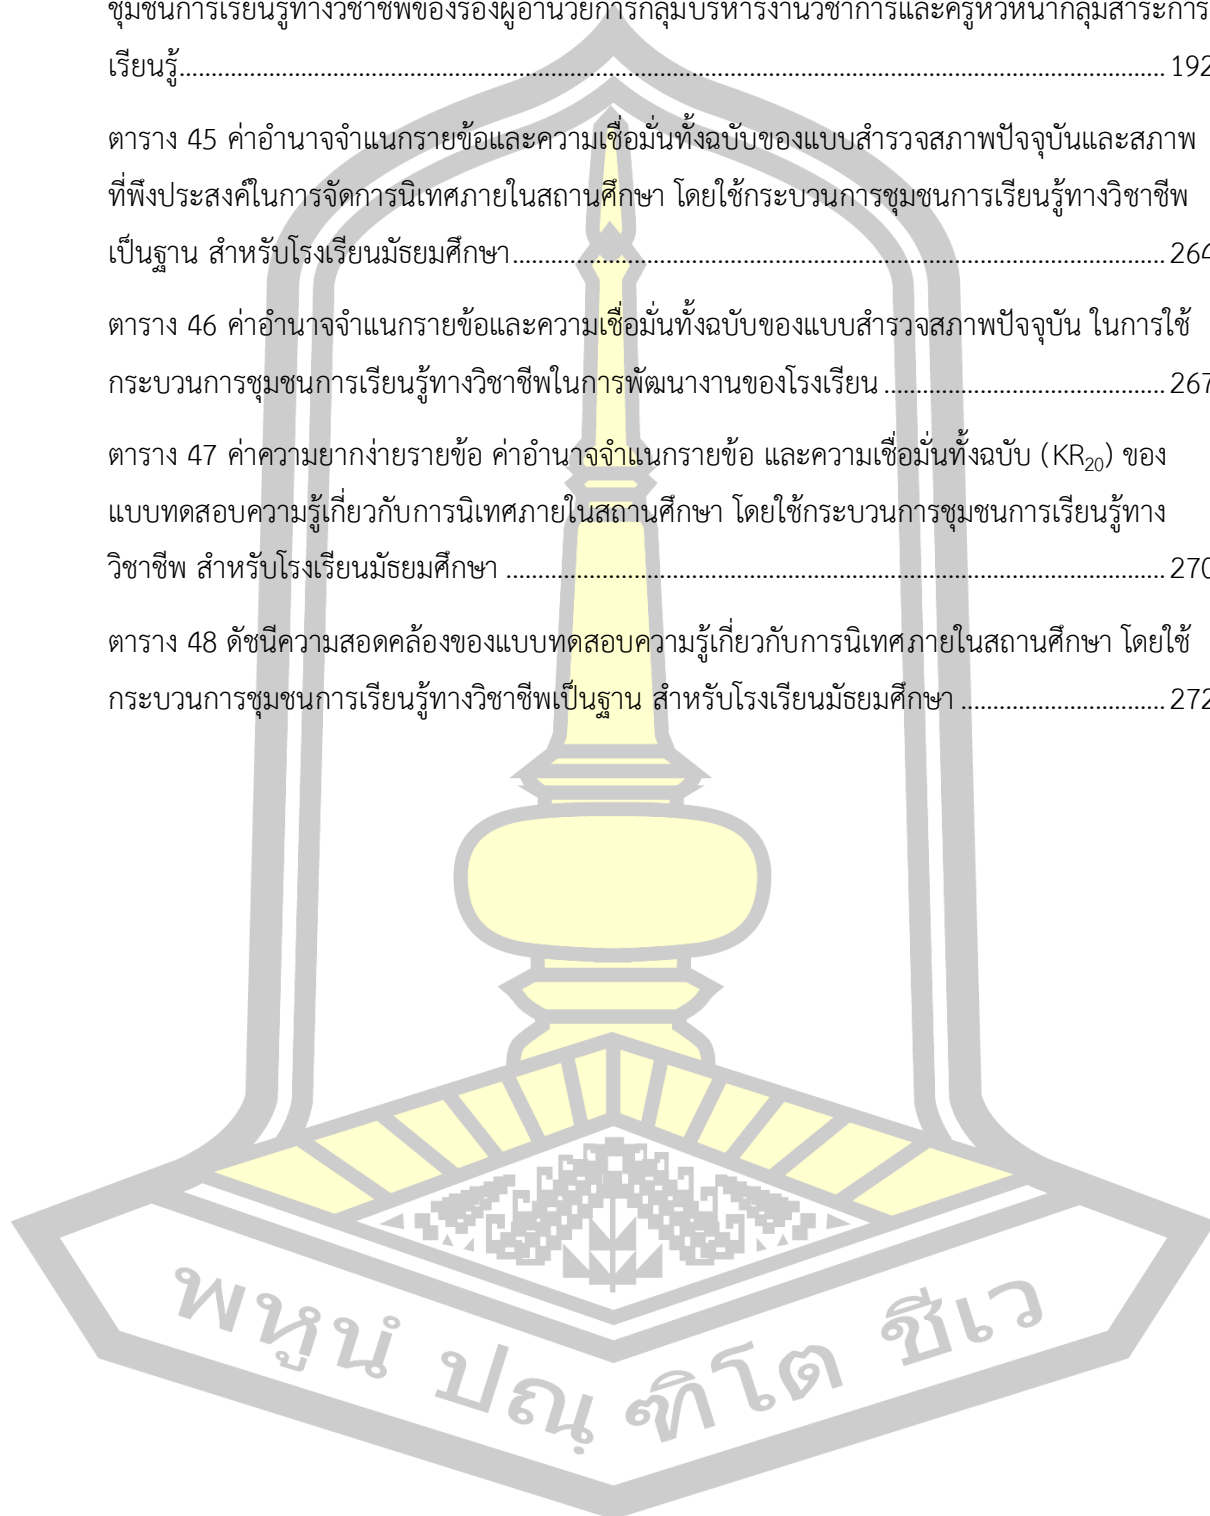 ชุมชนการเรียนรู้ทางวิชาชีพของรองผู้อำนวยการกลุ่มบริหารงานวิชาการและครูหัวหน้ากลุ่มสาระการ
เรียนรู้.......................................................................................................................................................... 192
ตาราง 45 ค่าอำนาจจำแนกรายข้อและความเชื่อมั่นทั้งฉบับของแบบสำรวจสภาพปัจจุบันและสภาพ
ที่พึงประสงค์ในการจัดการนิเทศภายในสถานศึกษา โดยใช้กระบวนการชุมชนการเรียนรู้ทางวิชาชีพ
เป็นฐาน สำหรับโรงเรียนมัธยมศึกษา...................................................................................................... 264
ตาราง 46 ค่าอำนาจจำแนกรายข้อและความเชื่อมั่นทั้งฉบับของแบบสำรวจสภาพปัจจุบัน ในการใช้
กระบวนการชุมชนการเรียนรู้ทางวิชาชีพในการพัฒนางานของโรงเรียน ............................................ 267
ตาราง 47 ค่าความยากง่ายรายข้อ ค่าอำนาจจำแนกรายข้อ และความเชื่อมั่นทั้งฉบับ (KR20) ของ
แบบทดสอบความรู้เกี่ยวกับการนิเทศภายในสถานศึกษา โดยใช้กระบวนการชุมชนการเรียนรู้ทาง
วิชาชีพ สำหรับโรงเรียนมัธยมศึกษา ....................................................................................................... 270
ตาราง 48 ดัชนีความสอดคล้องของแบบทดสอบความรู้เกี่ยวกับการนิเทศภายในสถานศึกษา โดยใช้
กระบวนการชุมชนการเรียนรู้ทางวิชาชีพเป็นฐาน สำหรับโรงเรียนมัธยมศึกษา ................................ 272
พหูนํ ปณฺฑิโต ชีเว